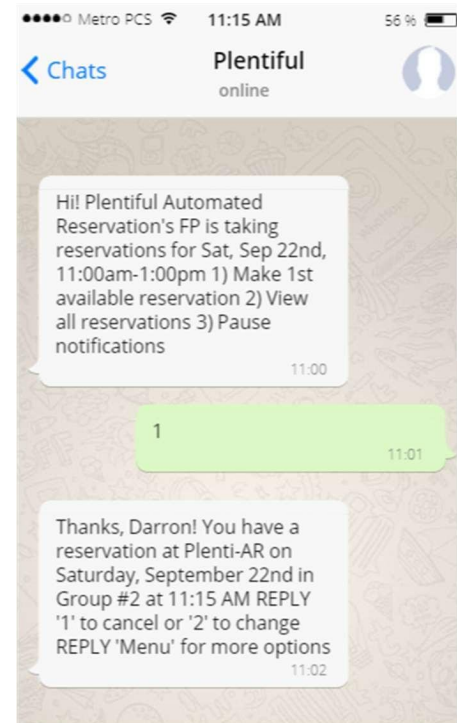 Metro PCS 11:15 AM 56 %
Chats Plentiful
online
Hi! Plentiful Automated
Reservation's FP is taking
reservations for Sat, Sep 22nd,
11:00am-1:00pm 1) Make 1st
available reservation 2) View
all reservations 3) Pause
notifications
11:00
1
11:01
Thanks, Darron! You have a
reservation at Plenti-AR on
Saturday, September 22nd in
Group #2 at 11:15 AM REPLY
'1' to cancel or '2' to change
REPLY 'Menu' for more options
11:02